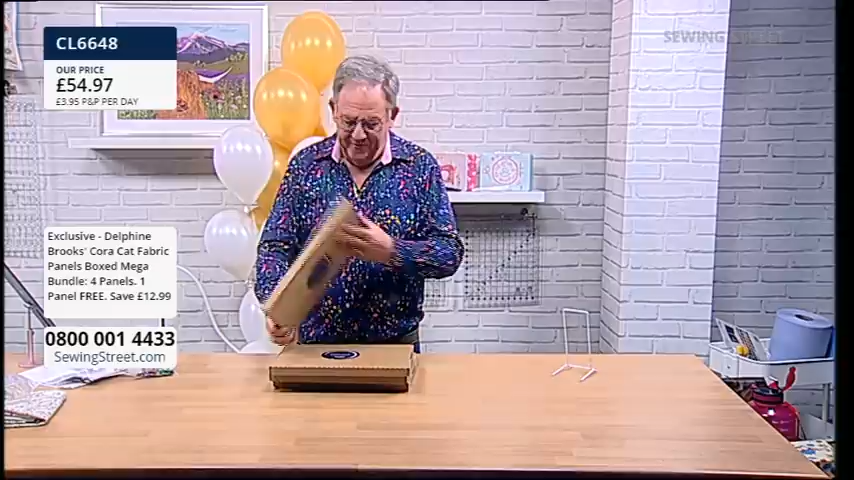 CL6648
OUR PRICE
£54.97
£3.95 P&P PER DAY
SEWING STREET
Exclusive - Delphine
Brooks' Cora Cat Fabric
Panels Boxed Mega
Bundle: 4 Panels. 1
Panel FREE. Save £12.99
0800 001 4433
SewingStreet.com